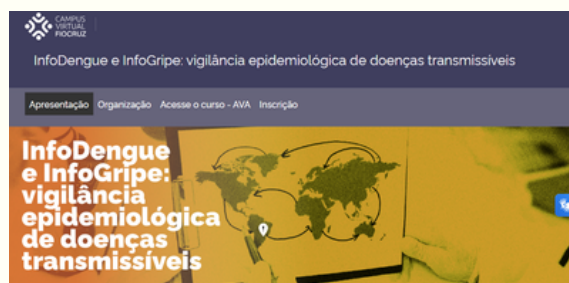 CAMPUS
VIRTUAL
FIOCRUZ
InfoDengue e InfoGripe: vigilância epidemiológica de doenças transmissíveis
Apresentação Organização Acesse o curso - AVA Inscrição
InfoDengue
e InfoGripe:
vigilância
epidemiológica
de doenças
transmissíveis